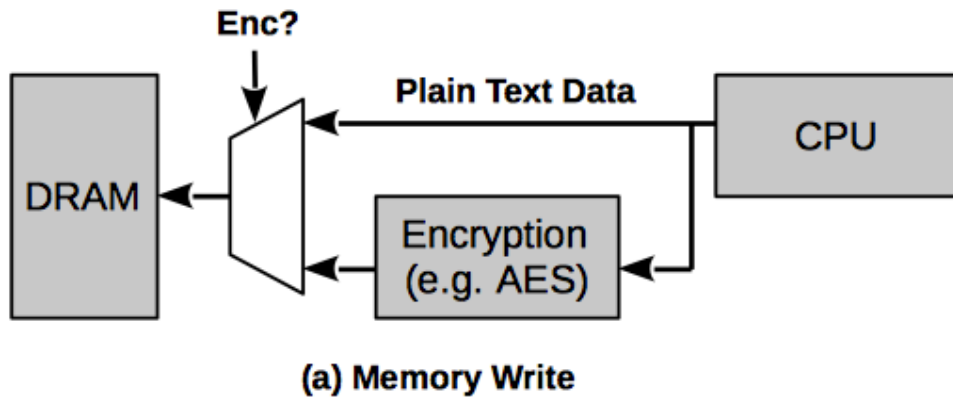 Enc?
Plain Text Data
CPU
DRAM
Encryption
(e.g. AES)
(a) Memory Write